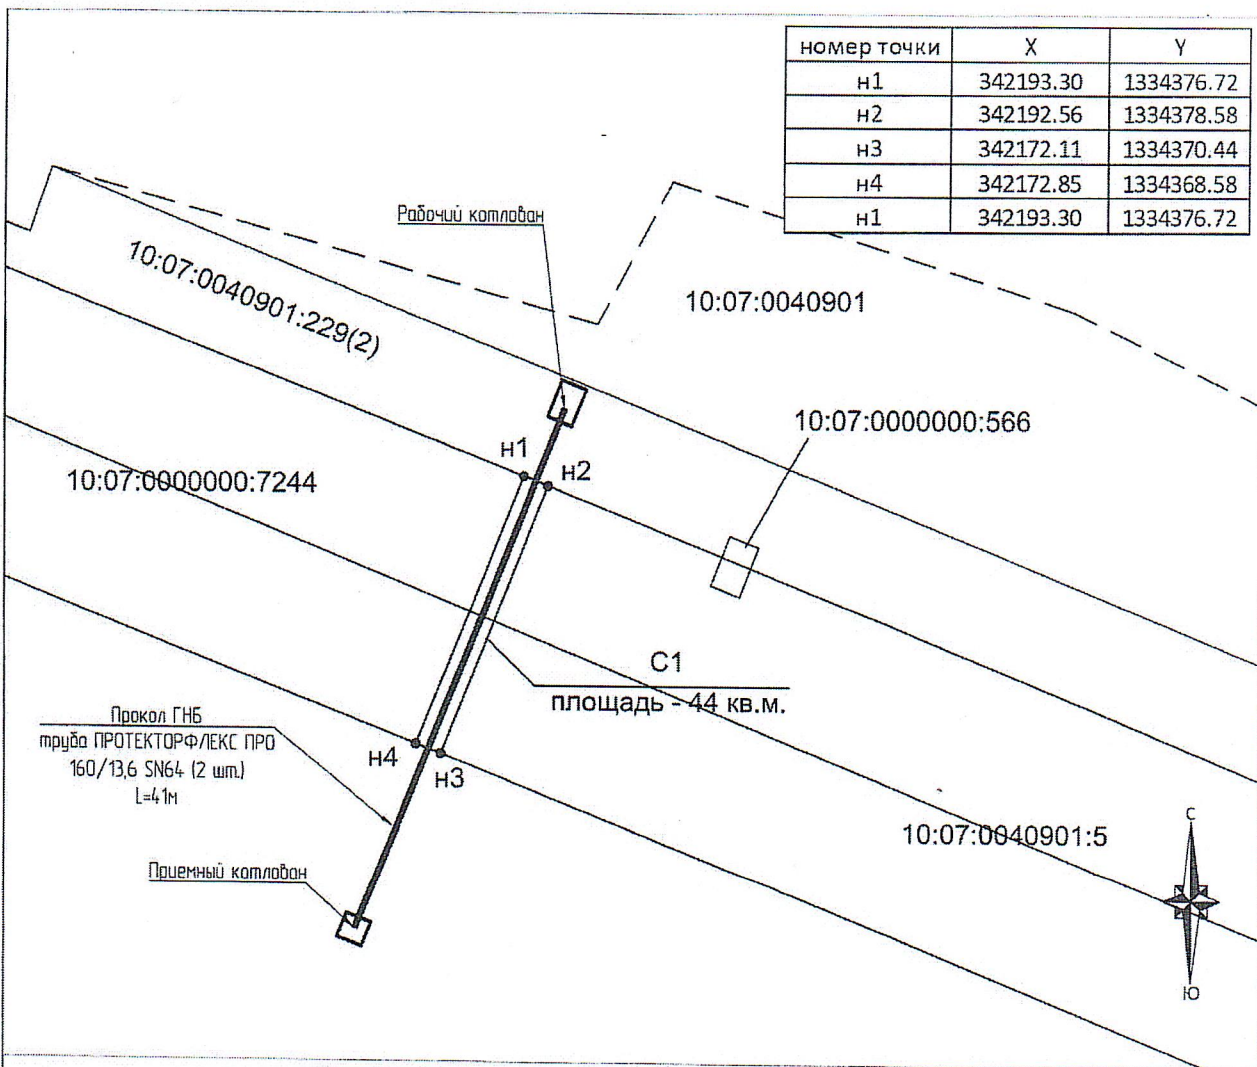 номер точки X Y
н1 342193.30 1334376.72
н2 342192.56 1334378.58
н3 342172.11 1334370.44
н4 342172.85 1334368.58
н1 342193.30 1334376.72
Рабочий котлован
10:07:0040901:229(2)
10:07:0040901
10:07:0000000:566
н1
н2
10:07:0000000:7244
С1
площадь - 44 кв.м.
Прокол ГНБ
труба ПРОТЕКТОРФЛЕКС ПРО
160/13,6 SN64 (2 шт.)
L=41м
н4
н3
10:07:0040901:5
Приемный котлован
С
Ю